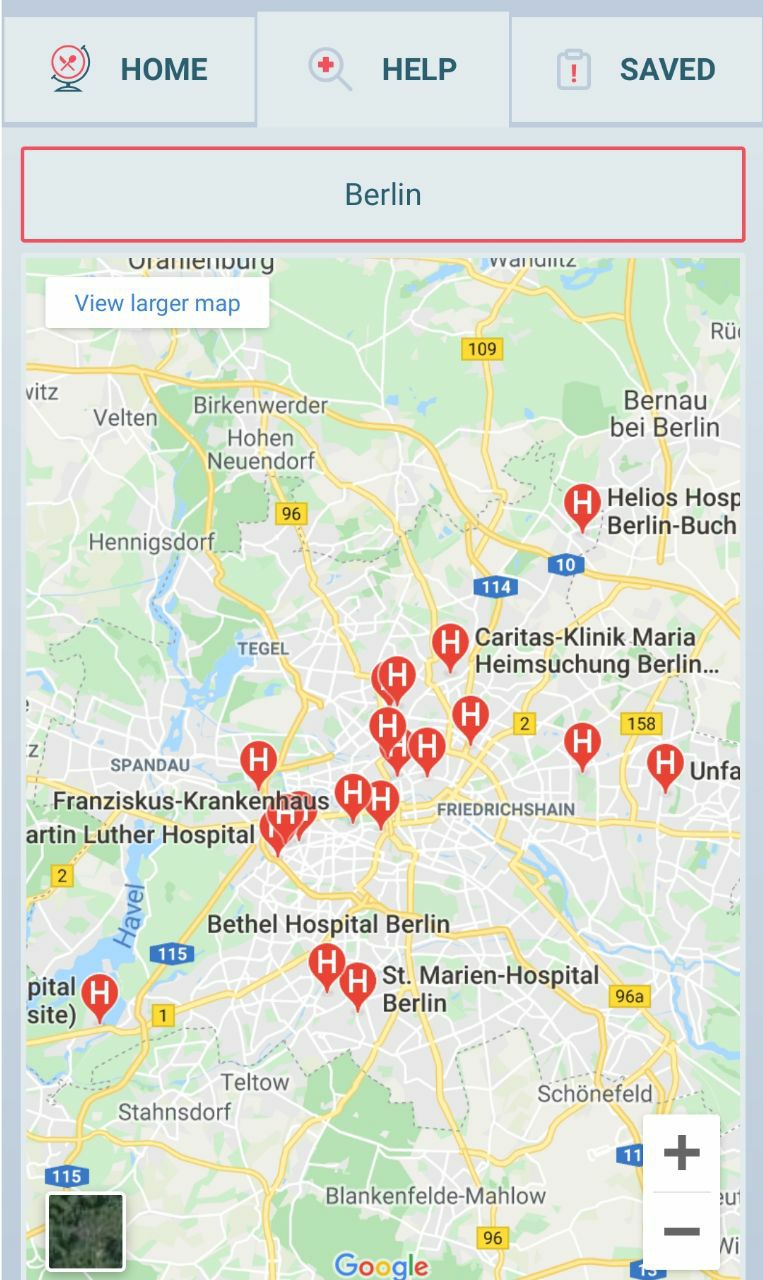 HOME
HELP
SAVED
Berlin
Oranienburg
Wandlitz
View larger map
109
Rü
witz
Velten
Birkenwerder
Bernau
bei Berlin
Hohen
Neuendorf
96
Helios Hosp
Berlin-Buch
Hennigsdorf
10
114
Caritas-Klinik Maria
Heimsuchung Berlin...
TEGEL
2
158
SPANDAU
Unfa
Franziskus-Krankenhaus
FRIEDRICHSHAIN
artin Luther Hospital
2
Havel
Bethel Hospital Berlin
115
St. Marien-Hospital
Berlin
pital
site)
96a
1
Teltow
Schönefeld
Stahnsdorf
11
115
Blankenfelde-Mahlow
96
Google
13